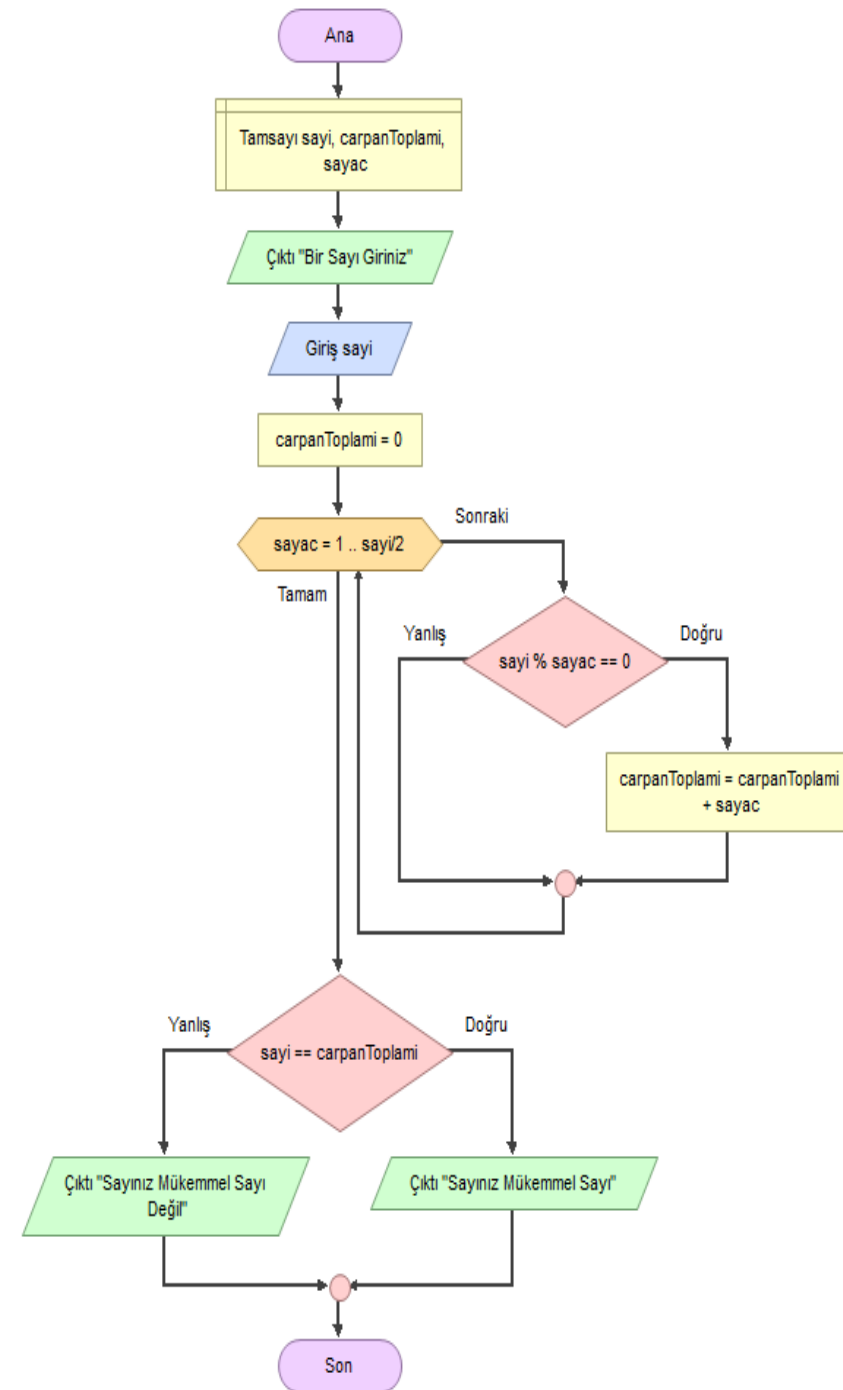 Ana
Tamsayı sayi, carpanToplami,
sayac
Çıktı "Bir Sayı Giriniz"
Giriş sayi
carpanToplami = 0
sayac = 1 .. sayi/2
Sonraki
Tamam
Yanlış
sayi % sayac == 0
Doğru
carpanToplami = carpanToplami
+ sayac
Yanlış
sayi == carpanToplami
Doğru
Çıktı "Sayınız Mükemmel Sayı
Değil"
Çıktı "Sayınız Mükemmel Sayı"
Son